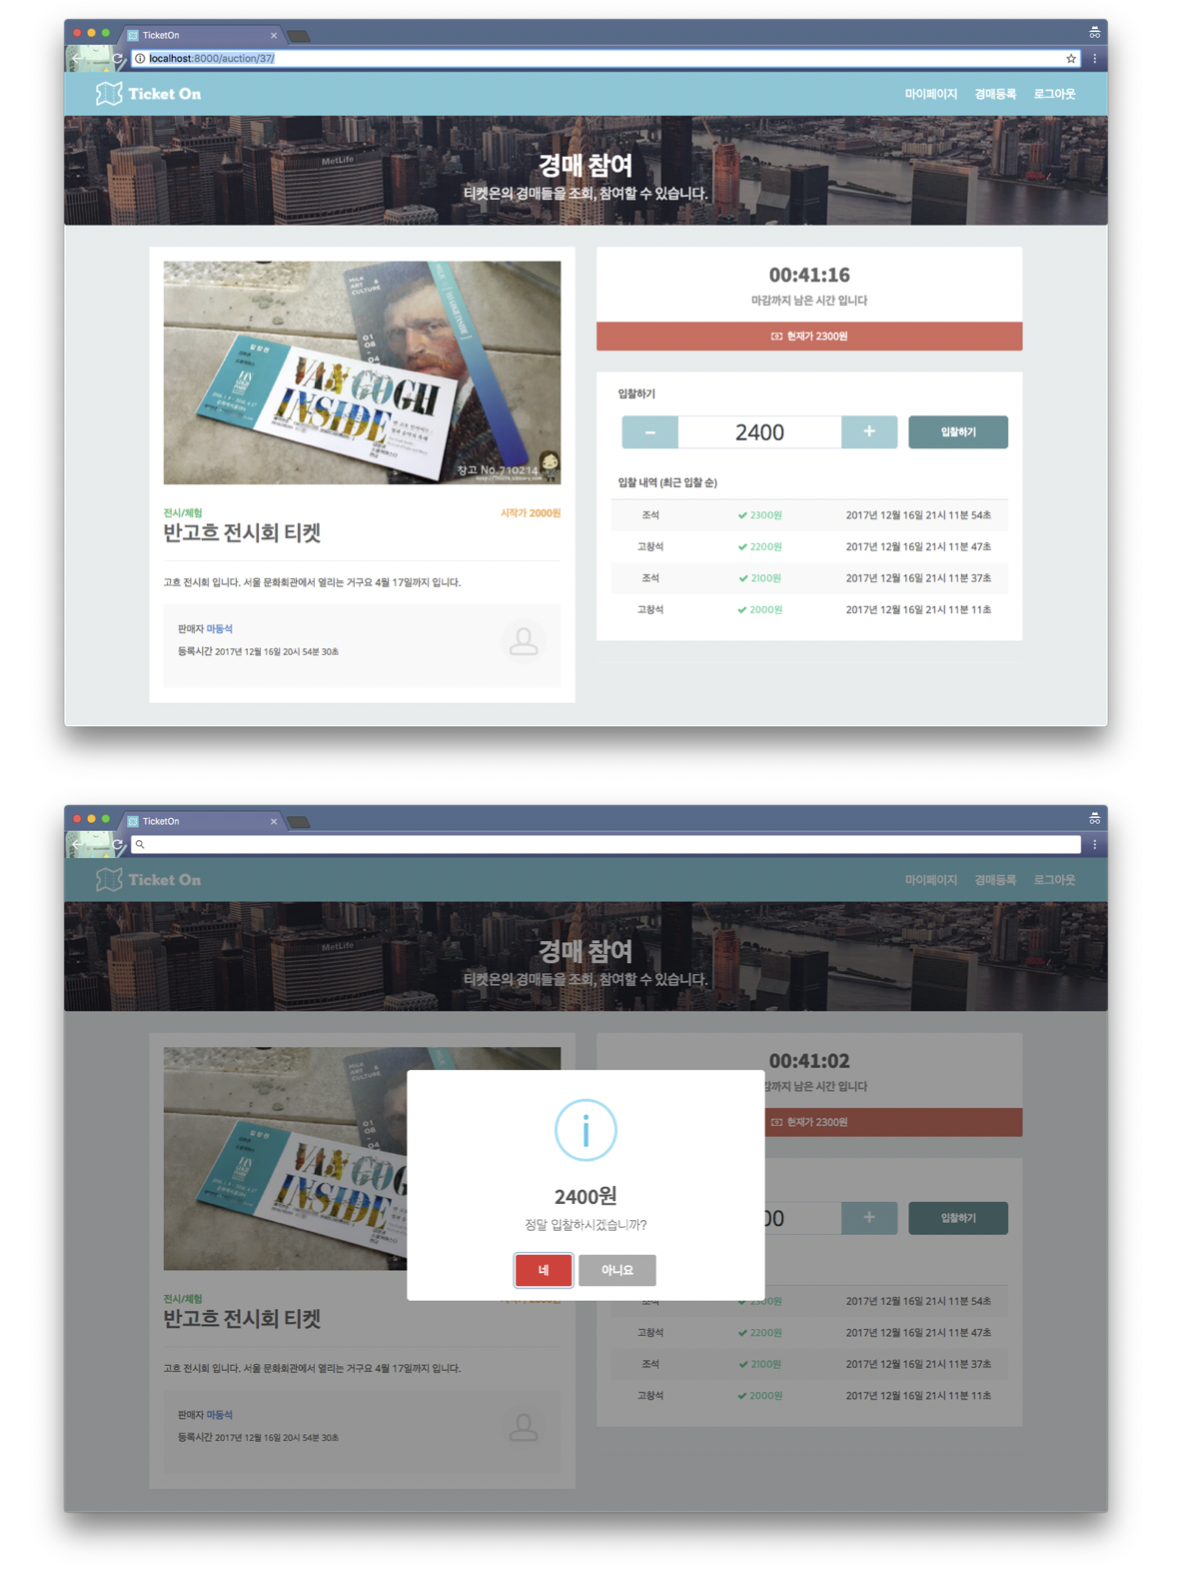 TicketOn
localhost:8000/auction/37/
Ticket On
마이페이지 경매등록 로그아웃
MetLife
경매 참여
티켓온의 경매들을 조회, 참여할 수 있습니다.
MILK
ART &
CULTURE
VAN GOGH
INSIDE
창고 No.710214
전시/체험
시작가 2000원
반고흐 전시회 티켓
고흐 전시회 입니다. 서울 문화회관에서 열리는 거구요 4월 17일까지 입니다.
판매자 마동석
등록시간 2017년 12월 16일 20시 54분 30초
00:41:16
마감까지 남은 시간 입니다
현재가 2300원
입찰하기
− 2400 + 입찰하기
입찰 내역 (최근 입찰 순)
조석 2300원 2017년 12월 16일 21시 11분 54초
고창석 2200원 2017년 12월 16일 21시 11분 47초
조석 2100원 2017년 12월 16일 21시 11분 37초
고창석 2000원 2017년 12월 16일 21시 11분 11초
TicketOn
Ticket On
마이페이지 경매등록 로그아웃
MetLife
경매 참여
티켓온의 경매들을 조회, 참여할 수 있습니다.
VAN GOG
INSIDE
전시/체험
반고흐 전시회 티켓
고흐 전시회 입니다. 서울 문화회관에서 열리는 거구요 4월 17일까지 입니다.
판매자 마동석
등록시간 2017년 12월 16일 20시 54분 30초
i
2400원
정말 입찰하시겠습니까?
네 아니요
00:41:02
감까지 남은 시간 입니다
현재가 2300원
00 + 입찰하기
조석 2300원 2017년 12월 16일 21시 11분 54초
고창석 2200원 2017년 12월 16일 21시 11분 47초
조석 2100원 2017년 12월 16일 21시 11분 37초
고창석 2000원 2017년 12월 16일 21시 11분 11초